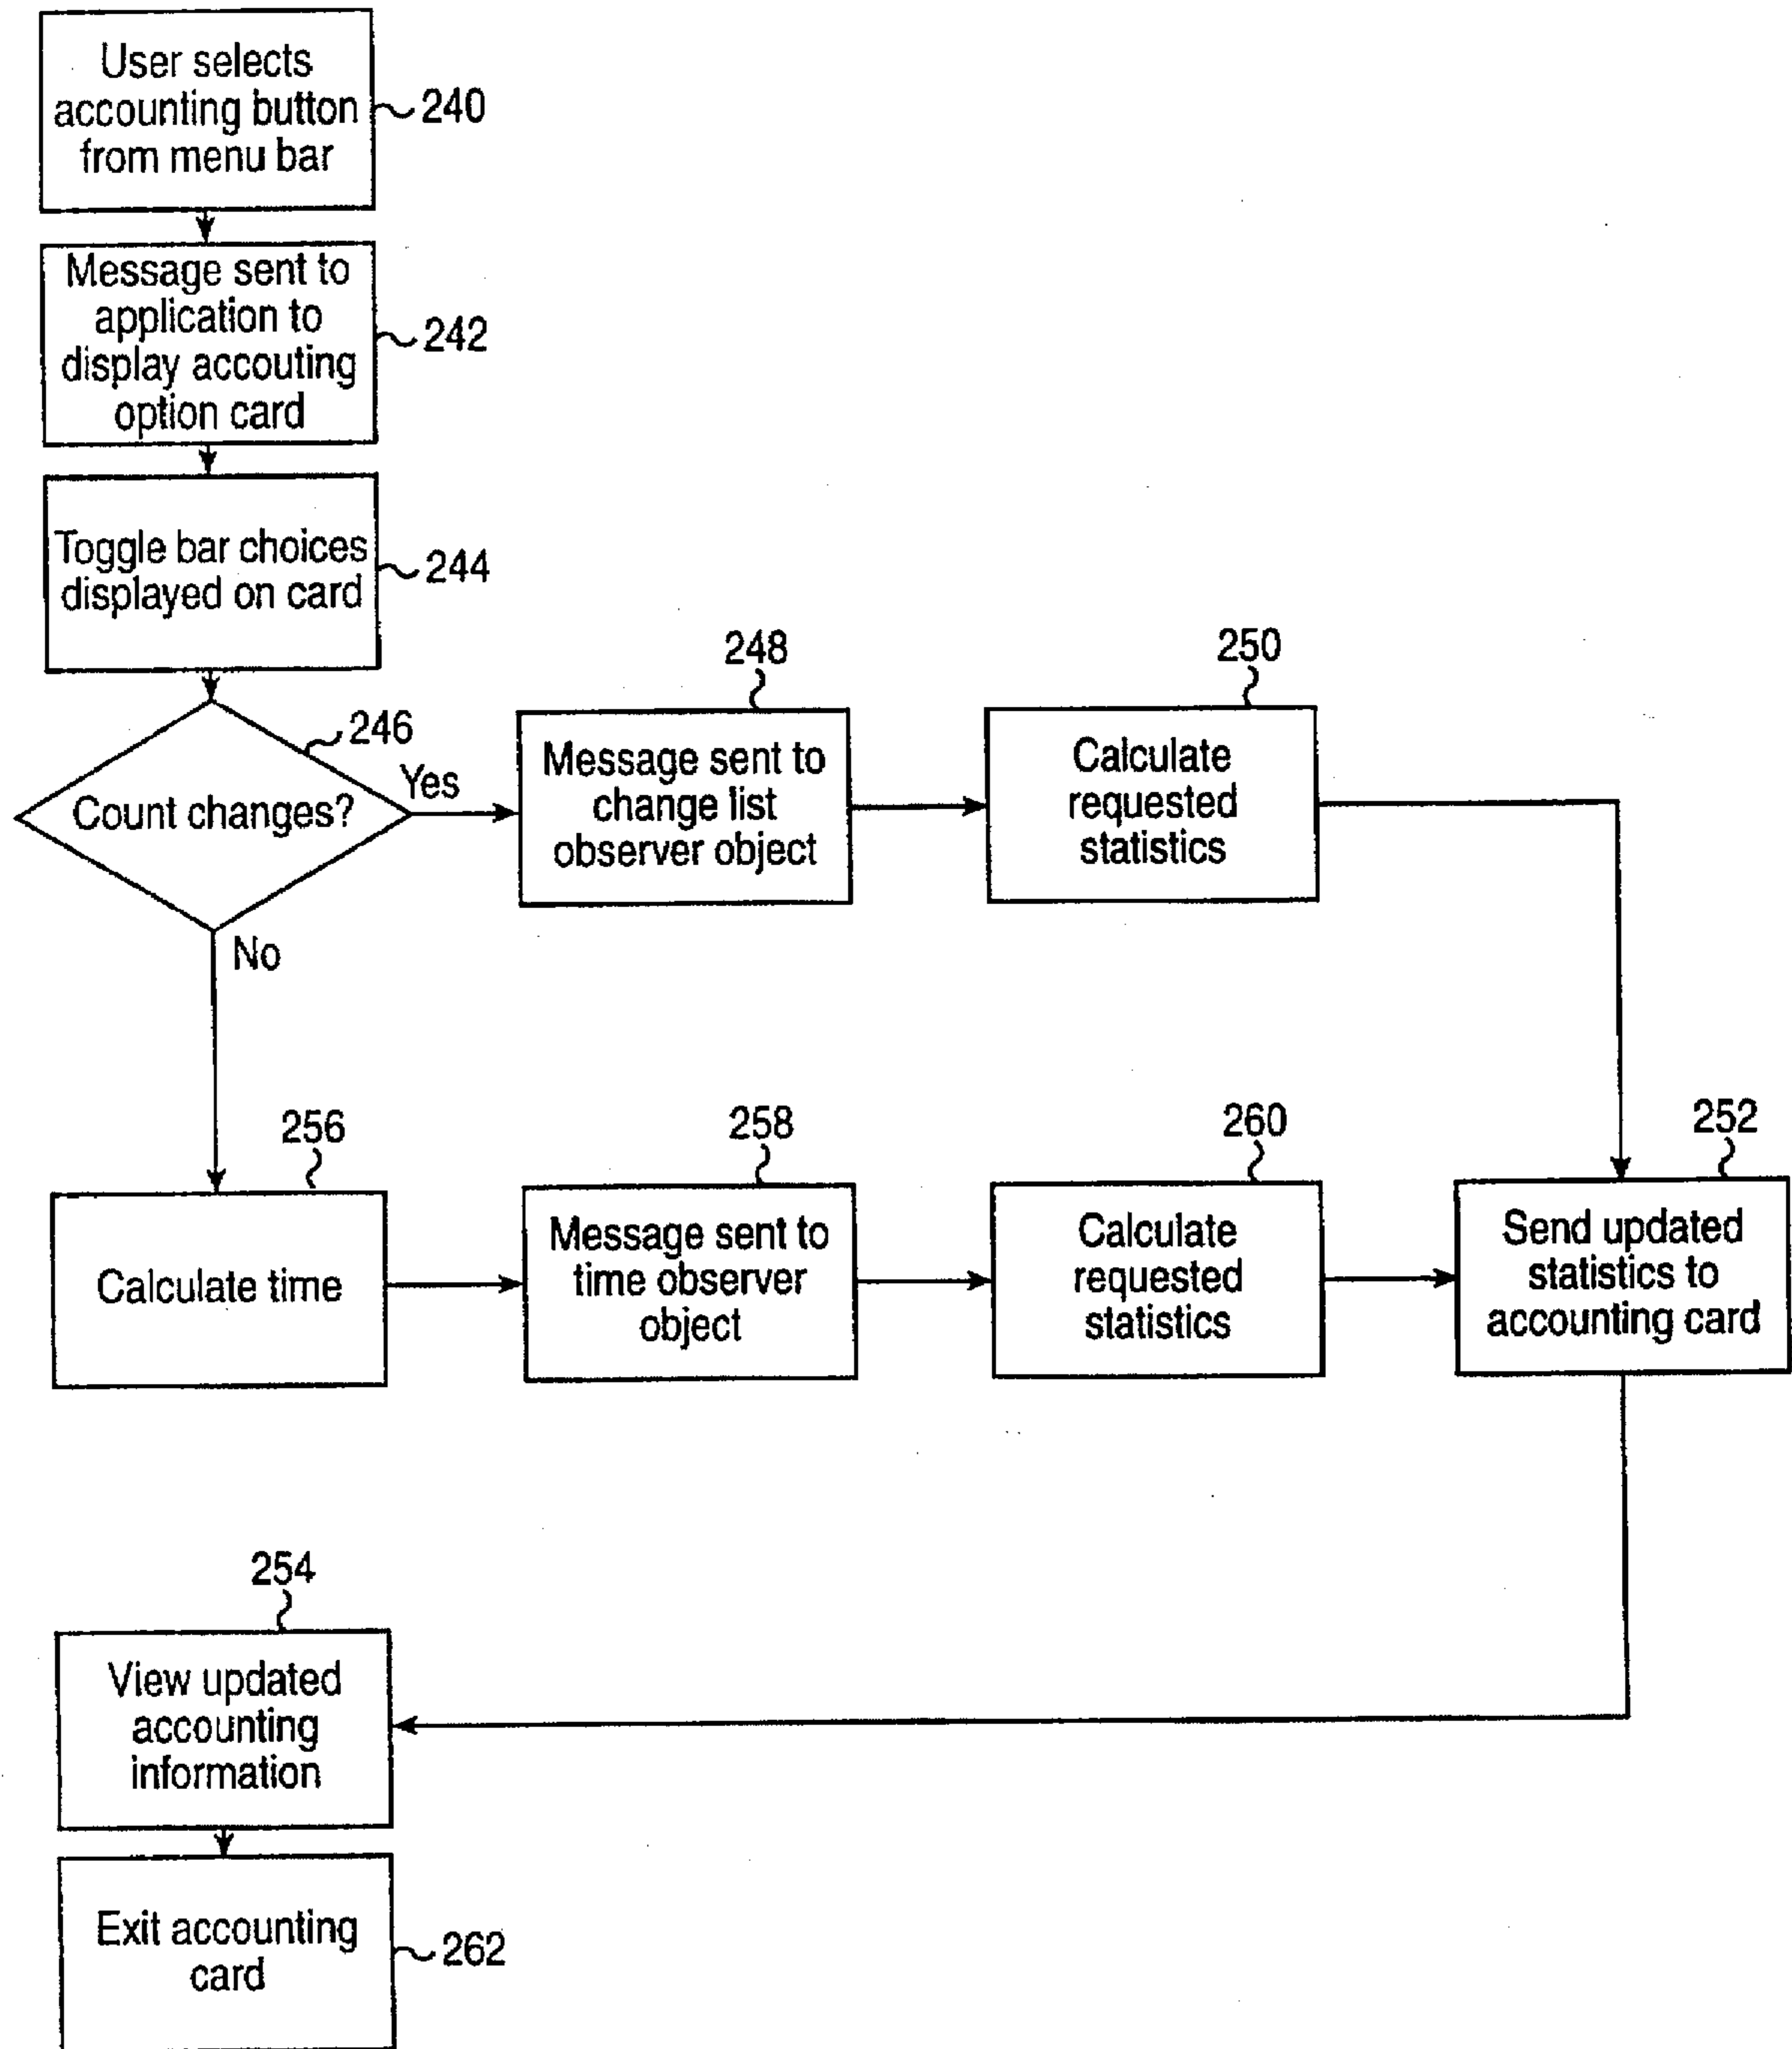 User selects
accounting button
from menu bar
240
Message sent to
application to
display accouting
option card
242
Toggle bar choices
displayed on card
244
246
Count changes?
Yes
No
248
Message sent to
change list
observer object
250
Calculate
requested
statistics
256
Calculate time
258
Message sent to
time observer
object
260
Calculate
requested
statistics
252
Send updated
statistics to
accounting card
254
View updated
accounting
information
Exit accounting
card
262